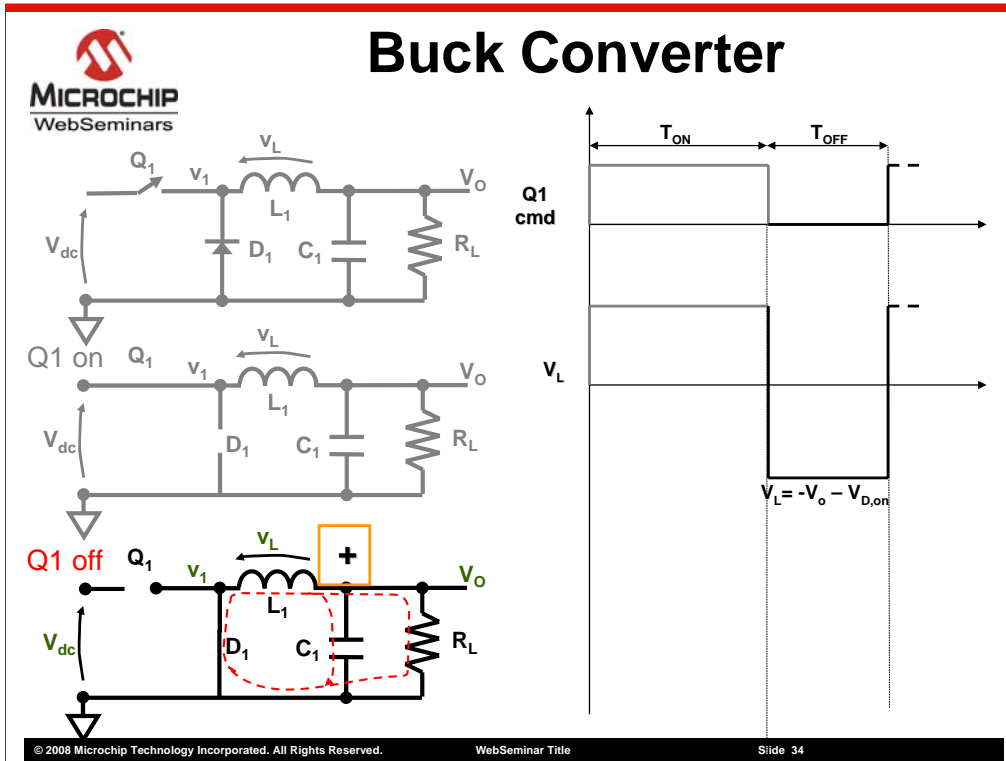 Buck Converter
MICROCHIP
WebSeminars
Q1 v1 vL VO
Vdc D1 L1 C1 RL
Q1 on Q1 v1 vL VO
Vdc D1 L1 C1 RL
Q1 off Q1 v1 vL + VO
Vdc D1 L1 C1 RL
TON TOFF
Q1
cmd
VL
VL= -Vo – VD,on
© 2008 Microchip Technology Incorporated. All Rights Reserved. WebSeminar Title Slide 34